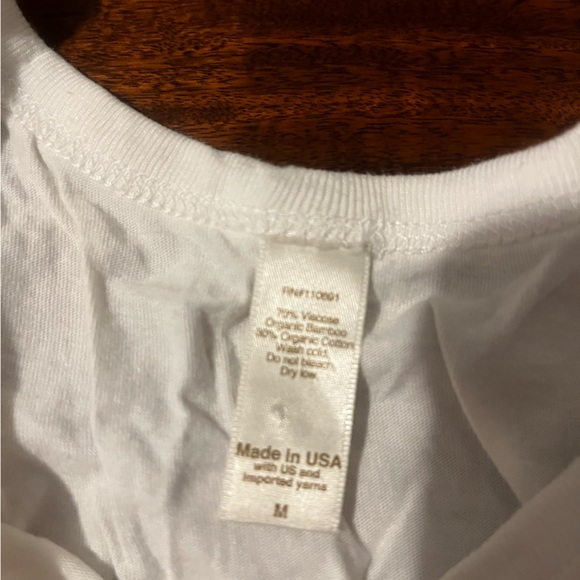 RN#110691
70% Viscose
Organic Bamboo
30% Organic Cotton
Wash cold.
Do not bleach.
Dry low.
Made in USA
with US and
imported yarns
M